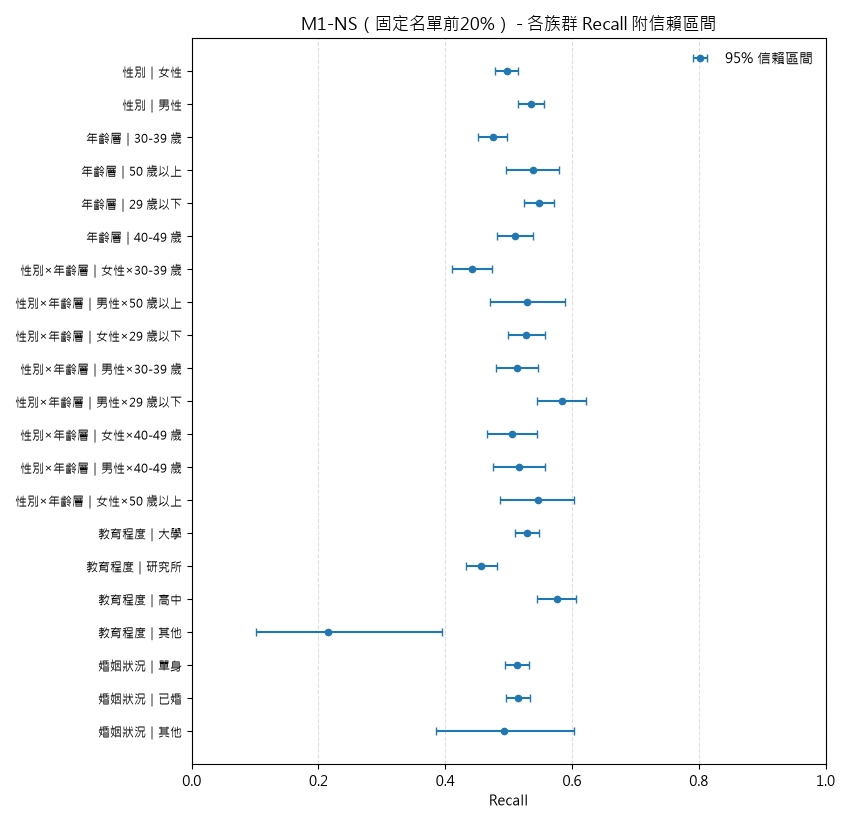 M1-NS（固定名單前20%） - 各族群 Recall 附信賴區間
95% 信賴區間
性別｜女性
性別｜男性
年齡層｜30-39 歲
年齡層｜50 歲以上
年齡層｜29 歲以下
年齡層｜40-49 歲
性別×年齡層｜女性×30-39 歲
性別×年齡層｜男性×50 歲以上
性別×年齡層｜女性×29 歲以下
性別×年齡層｜男性×30-39 歲
性別×年齡層｜男性×29 歲以下
性別×年齡層｜女性×40-49 歲
性別×年齡層｜男性×40-49 歲
性別×年齡層｜女性×50 歲以上
教育程度｜大學
教育程度｜研究所
教育程度｜高中
教育程度｜其他
婚姻狀況｜單身
婚姻狀況｜已婚
婚姻狀況｜其他
0.0 0.2 0.4 0.6 0.8 1.0
Recall